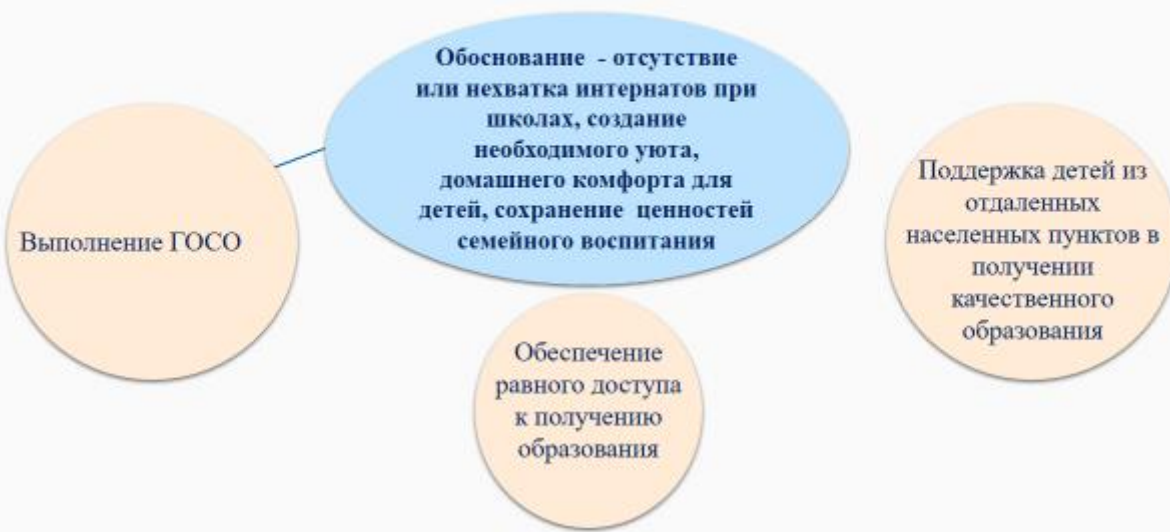 Обоснование - отсутствие
или нехватка интернатов при
школах, создание
необходимого уюта,
домашнего комфорта для
детей, сохранение ценностей
семейного воспитания
Выполнение ГОСО
Поддержка детей из
отдаленных
населенных пунктов в
получении
качественного
образования
Обеспечение
равного доступа
к получению
образования